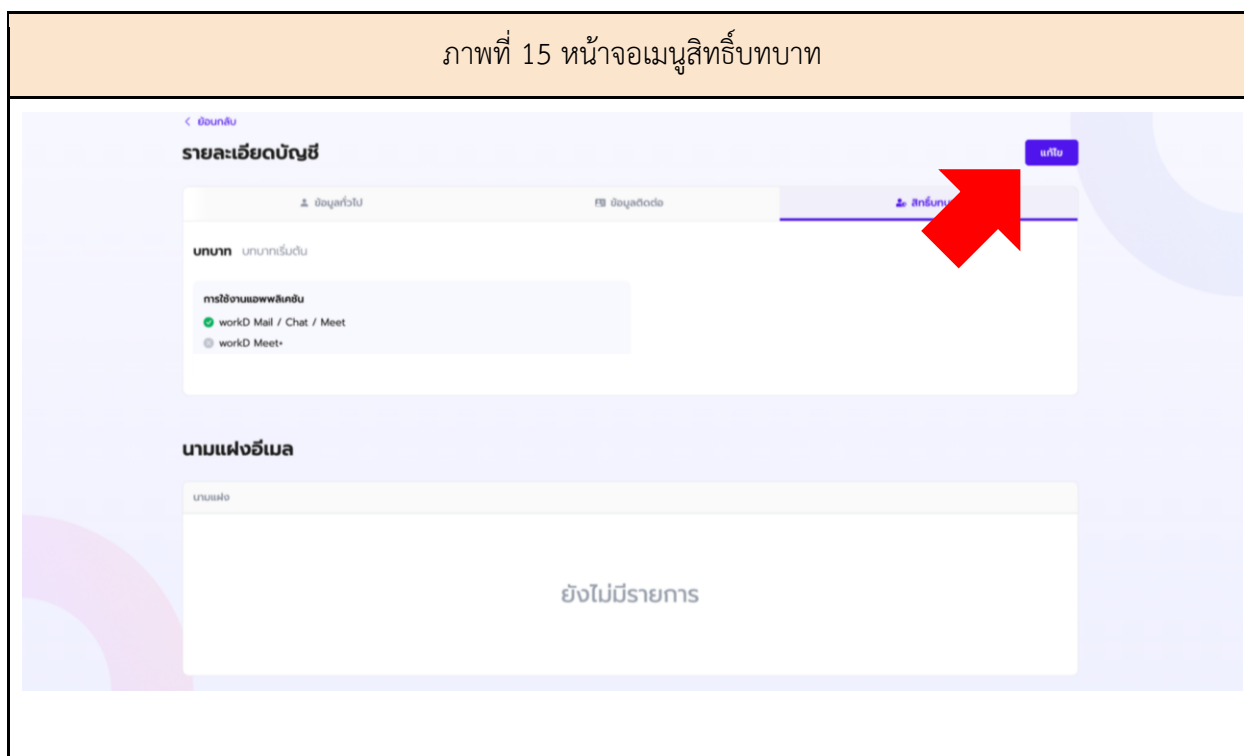 ภาพที่ 15 หน้าจอเมนูสิทธิ์บทบาท
ย้อนกลับ
รายละเอียดบัญชี
แก้ไข
ข้อมูลทั่วไป
ข้อมูลติดต่อ
บทบาท บทบาทเริ่มต้น
การใช้งานแอพพลิเคชัน
workD Mail / Chat / Meet
workD Meet+
นามแฝงอีเมล
นามแฝง
ยังไม่มีรายการ